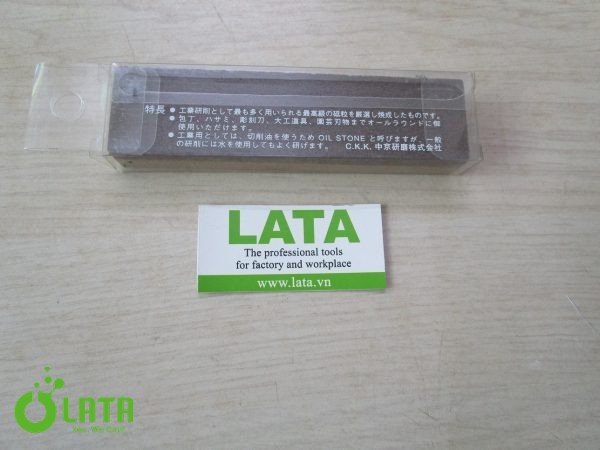 特長 ● 工業研削として最も多く用いられる最高級の砥粒を厳選し焼成したものです。
● 包丁、ハサミ、彫刻刀、大工道具、園芸刃物までオールラウンドに御
使用いただけます。
● 工業用としては、切削油を使うため OIL STONE と呼びますが、一般
の研削には水を使用してもよく研げます。 C.K.K. 中京研磨株式会社
LATA
The professional tools
for factory and workplace
www.lata.vn
LATA